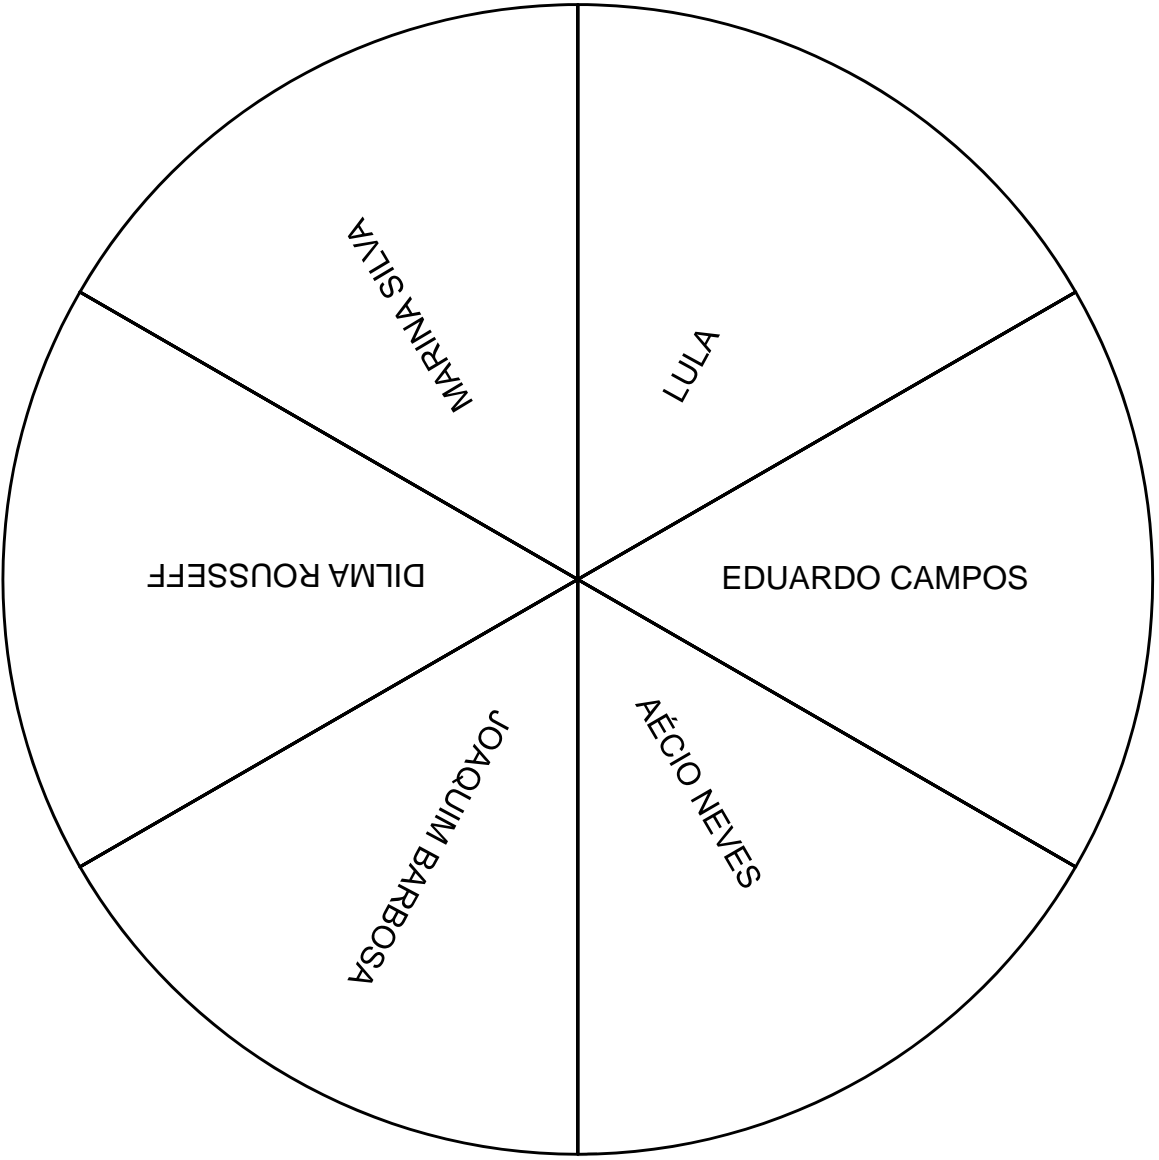 LULA
EDUARDO CAMPOS
AÉCIO NEVES
JOAQUIM BARBOSA
DILMA ROUSSEFF
MARINA SILVA